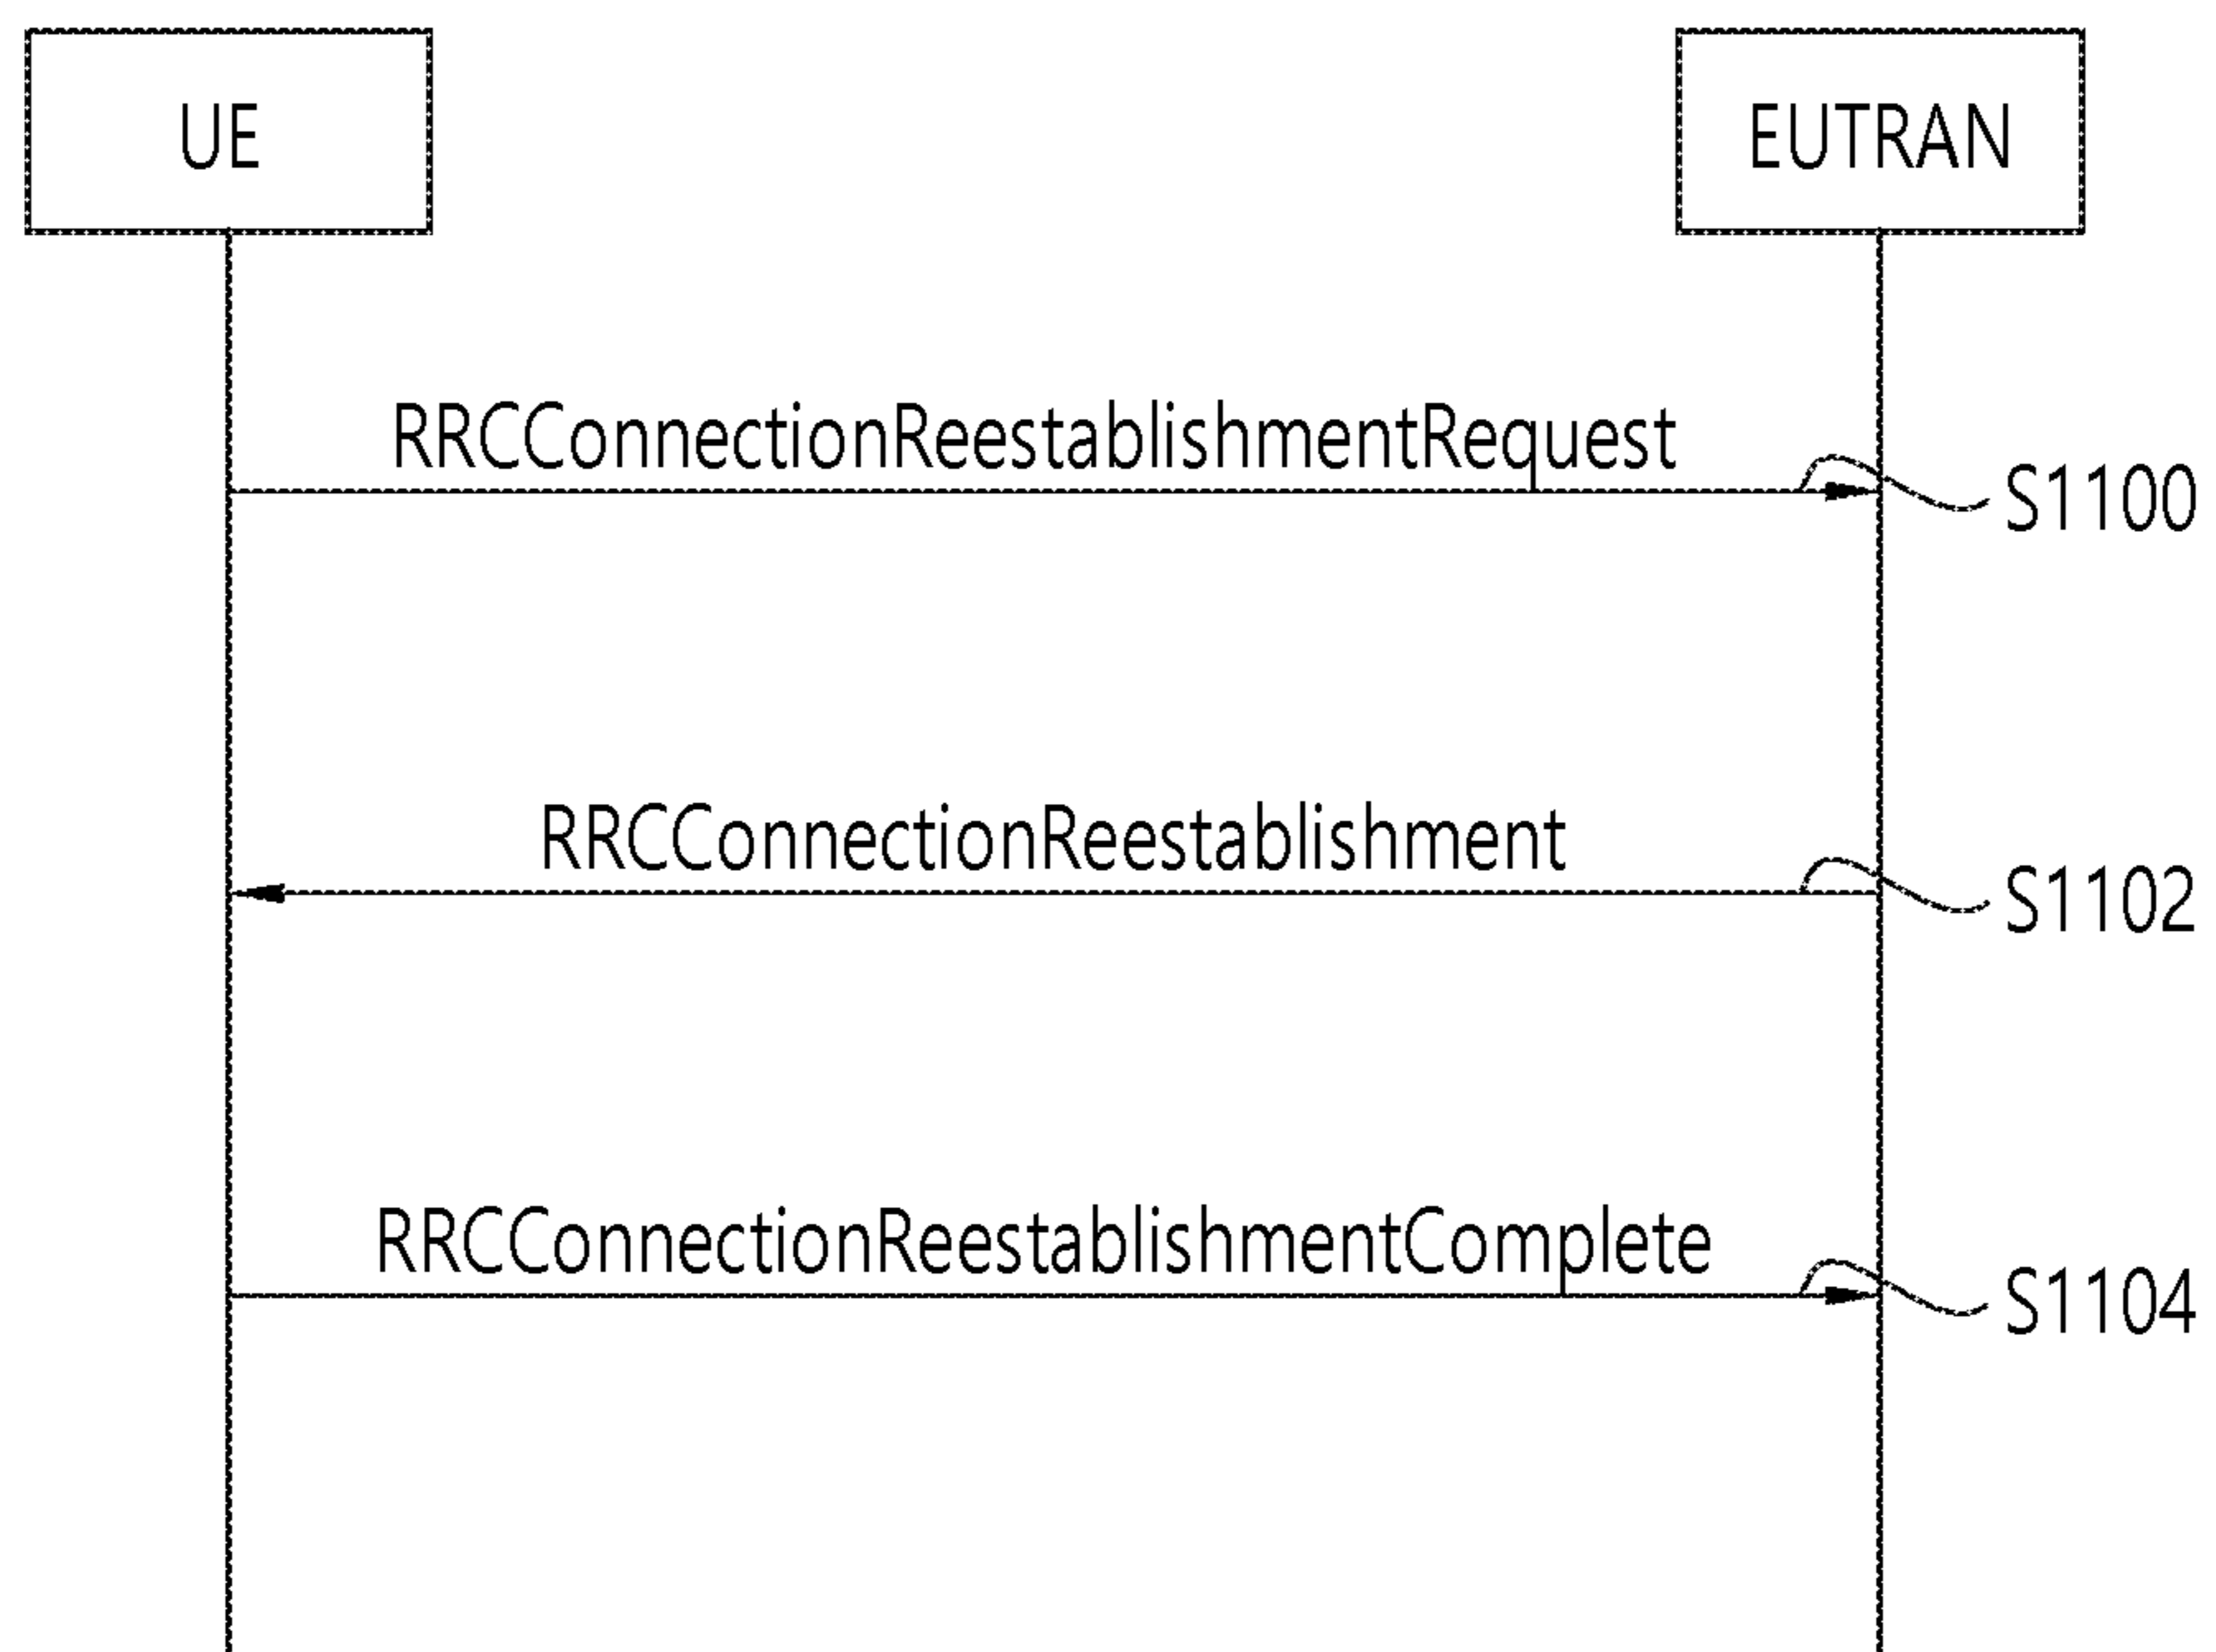 UE
EUTRAN
RRCConnectionReestablishmentRequest
S1100
RRCConnectionReestablishment
S1102
RRCConnectionReestablishmentComplete
S1104